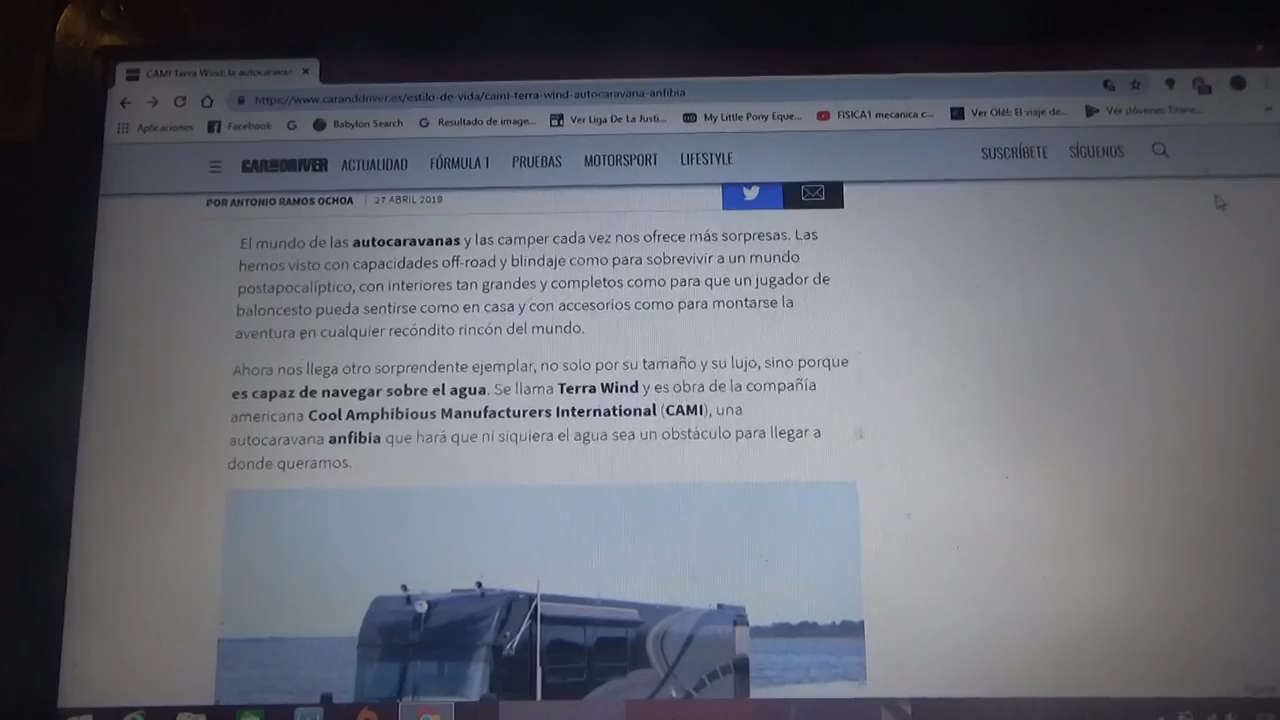 CAMI Terra Wind: la autocaravar
https://www.caranddriver.es/estilo-de-vida/cami-terra-wind-autocaravana-anfibia
Aplicaciones Facebook Babylon Search Resultado de image... Ver Liga De La Justi... My Little Pony Eque... FISICA1 mecanica c... Ver Olé!: El viaje de... Ver ¡Jóvenes Titane...
CAR AND DRIVER ACTUALIDAD FÓRMULA 1 PRUEBAS MOTORSPORT LIFESTYLE SUSCRÍBETE SÍGUENOS
POR ANTONIO RAMOS OCHOA | 27 ABRIL 2019
El mundo de las autocaravanas y las camper cada vez nos ofrece más sorpresas. Las
hemos visto con capacidades off-road y blindaje como para sobrevivir a un mundo
postapocalíptico, con interiores tan grandes y completos como para que un jugador de
baloncesto pueda sentirse como en casa y con accesorios como para montarse la
aventura en cualquier recóndito rincón del mundo.
Ahora nos llega otro sorprendente ejemplar, no solo por su tamaño y su lujo, sino porque
es capaz de navegar sobre el agua. Se llama Terra Wind y es obra de la compañía
americana Cool Amphibious Manufacturers International (CAMI), una
autocaravana anfibia que hará que ni siquiera el agua sea un obstáculo para llegar a
donde queramos.